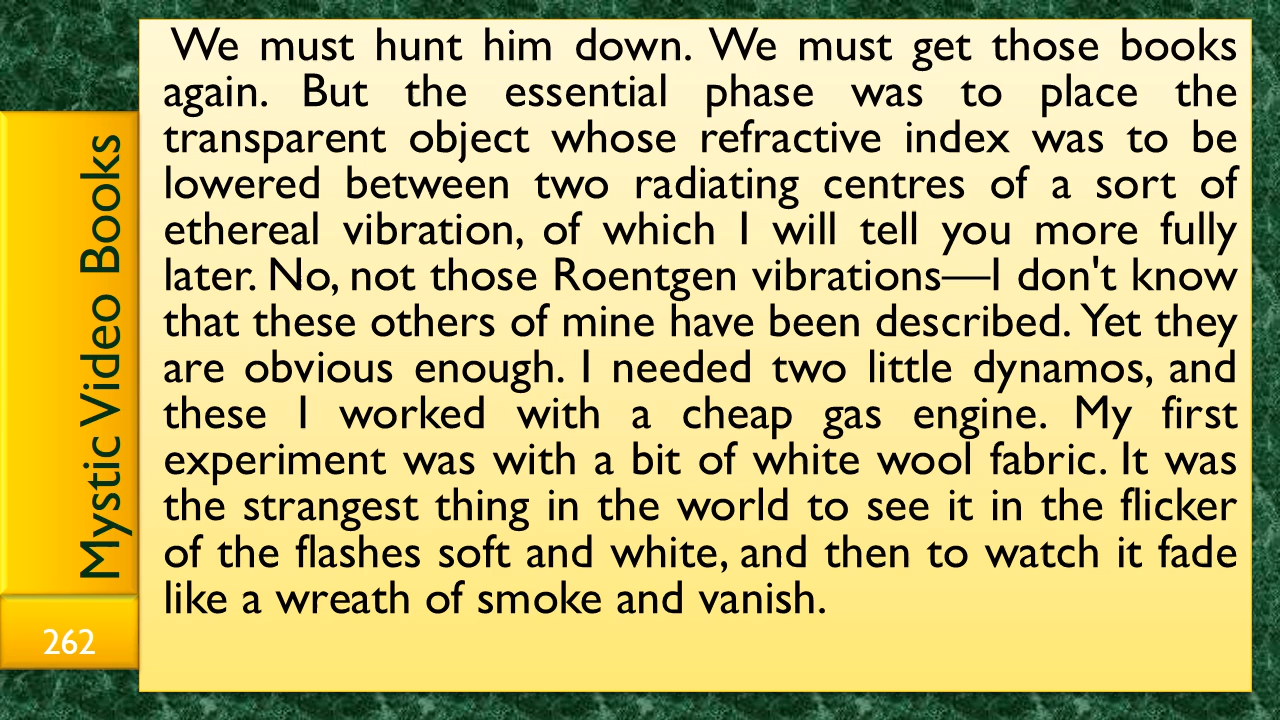 We must hunt him down. We must get those books
again. But the essential phase was to place the
transparent object whose refractive index was to be
lowered between two radiating centres of a sort of
ethereal vibration, of which I will tell you more fully
later. No, not those Roentgen vibrations—I don't know
that these others of mine have been described. Yet they
are obvious enough. I needed two little dynamos, and
these I worked with a cheap gas engine. My first
experiment was with a bit of white wool fabric. It was
the strangest thing in the world to see it in the flicker
of the flashes soft and white, and then to watch it fade
like a wreath of smoke and vanish.
Mystic Video Books
262